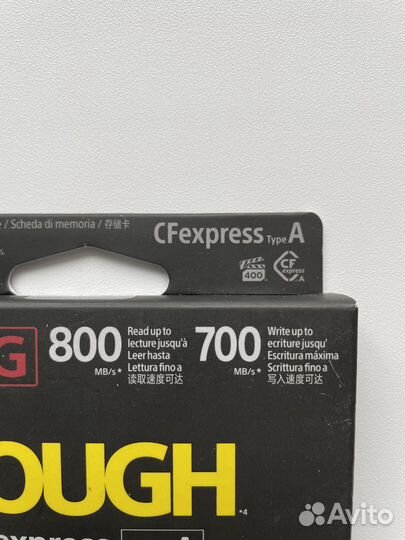 / Scheda di memoria / 存储卡
CFexpress Type A
400
CF
express
A
G
800
MB/s*
Read up to
lecture jusqu'à
Leer hasta
Lettura fino a
读取速度可达
700
MB/s*
Write up to
ecriture jusqu'
Escritura máxima
Scrittura fino a
写入速度可达
OUGH
*4
express
A
Avito